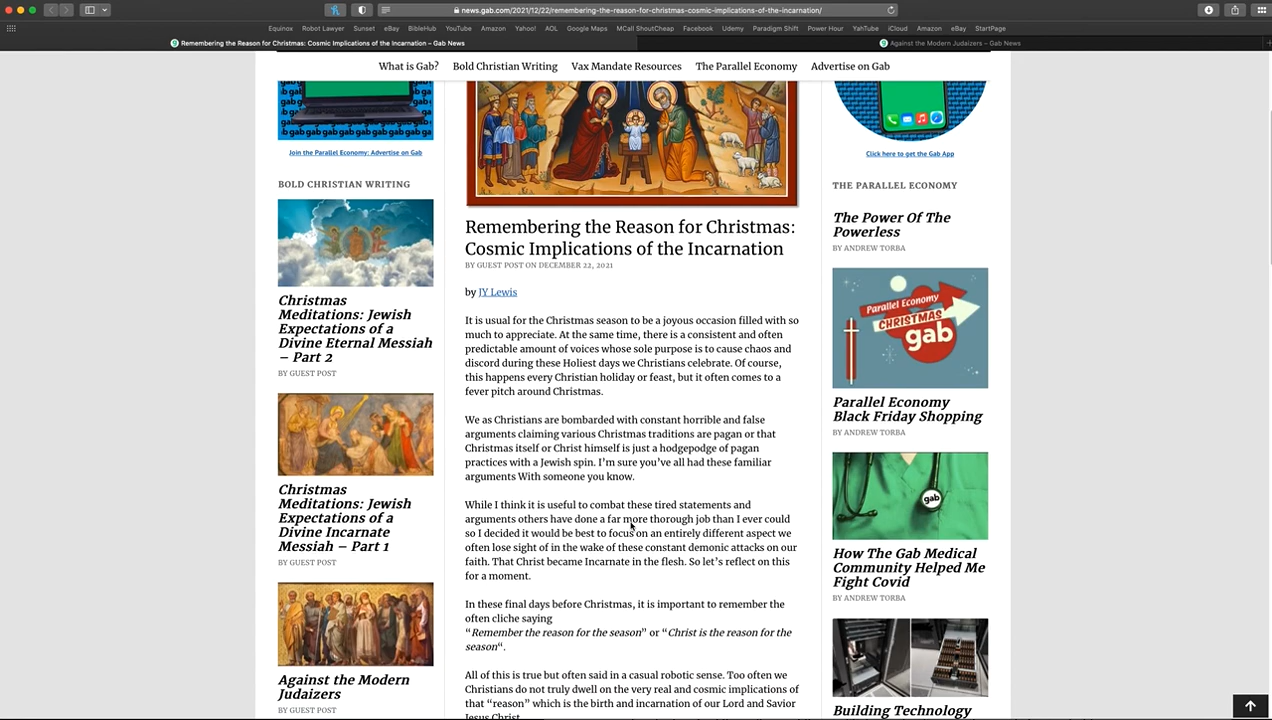 news.gab.com/2021/12/22/remembering-the-reason-for-christmas-cosmic-implications-of-the-incarnation/
Equinox Robot Lawyer Sunset eBay BibleHub YouTube Amazon Yahoo! AOL Google Maps MCall ShoutCheap Facebook Udemy Paradigm Shift Power Hour YahTube iCloud Amazon eBay StartPage
Remembering the Reason for Christmas: Cosmic Implications of the Incarnation – Gab News
Against the Modern Judaizers – Gab News
What is Gab? Bold Christian Writing Vax Mandate Resources The Parallel Economy Advertise on Gab
Join the Parallel Economy: Advertise on Gab
BOLD CHRISTIAN WRITING
Christmas
Meditations: Jewish
Expectations of a
Divine Eternal Messiah
– Part 2
BY GUEST POST
Christmas
Meditations: Jewish
Expectations of a
Divine Incarnate
Messiah – Part 1
BY GUEST POST
Against the Modern
Judaizers
BY GUEST POST
Remembering the Reason for Christmas:
Cosmic Implications of the Incarnation
BY GUEST POST ON DECEMBER 22, 2021
by JY Lewis
It is usual for the Christmas season to be a joyous occasion filled with so
much to appreciate. At the same time, there is a consistent and often
predictable amount of voices whose sole purpose is to cause chaos and
discord during these Holiest days we Christians celebrate. Of course,
this happens every Christian holiday or feast, but it often comes to a
fever pitch around Christmas.
We as Christians are bombarded with constant horrible and false
arguments claiming various Christmas traditions are pagan or that
Christmas itself or Christ himself is just a hodgepodge of pagan
practices with a Jewish spin. I'm sure you've all had these familiar
arguments With someone you know.
While I think it is useful to combat these tired statements and
arguments others have done a far more thorough job than I ever could
so I decided it would be best to focus on an entirely different aspect we
often lose sight of in the wake of these constant demonic attacks on our
faith. That Christ became Incarnate in the flesh. So let's reflect on this
for a moment.
In these final days before Christmas, it is important to remember the
often cliche saying
“Remember the reason for the season” or “Christ is the reason for the
season“.
All of this is true but often said in a casual robotic sense. Too often we
Christians do not truly dwell on the very real and cosmic implications of
that “reason” which is the birth and incarnation of our Lord and Savior
Jesus Christ.
Click here to get the Gab App
THE PARALLEL ECONOMY
The Power Of The
Powerless
BY ANDREW TORBA
Parallel Economy
CHRISTMAS
gab
Parallel Economy
Black Friday Shopping
BY ANDREW TORBA
gab
How The Gab Medical
Community Helped Me
Fight Covid
BY ANDREW TORBA
Building Technology